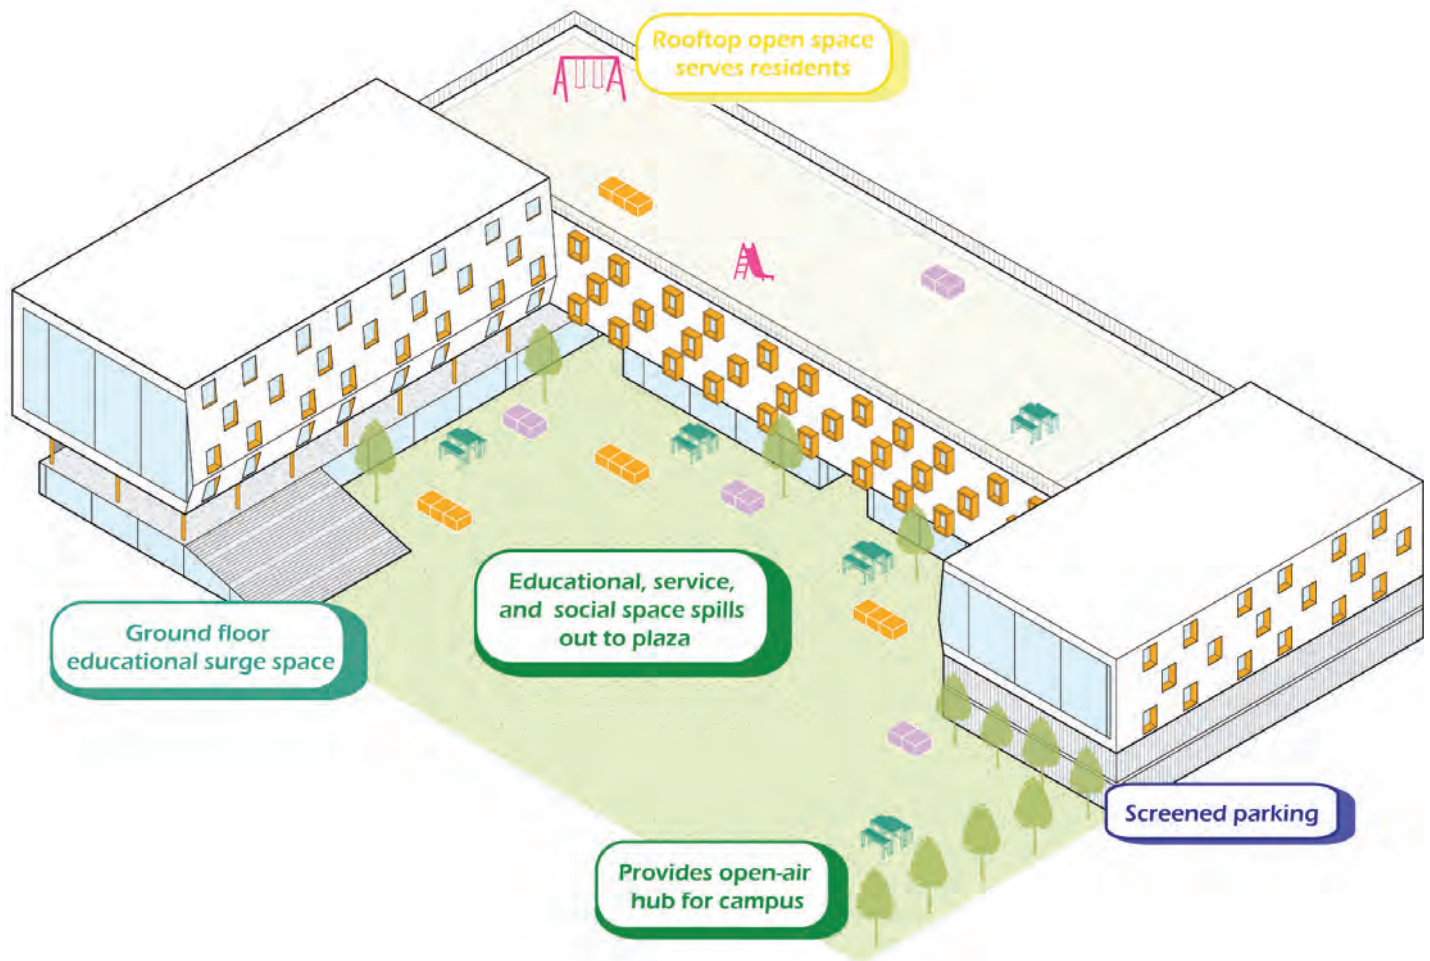 Rooftop open space
serves residents
Educational, service,
and social space spills
out to plaza
Ground floor
educational surge space
Screened parking
Provides open-air
hub for campus